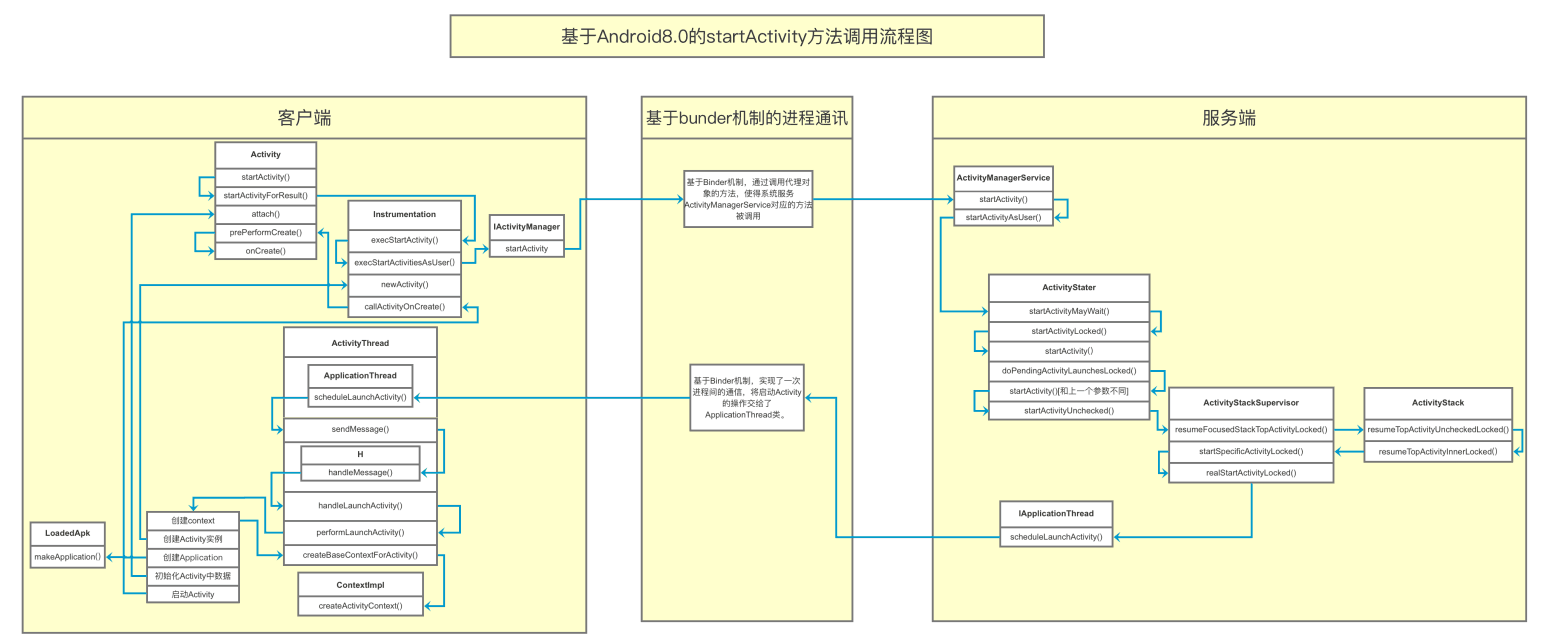 基于Android8.0的startActivity方法调用流程图
客户端
Activity
startActivity()
startActivityForResult()
attach()
prePerformCreate()
onCreate()
Instrumentation
execStartActivity()
execStartActivitiesAsUser()
newActivity()
callActivityOnCreate()
IActivityManager
startActivity
ActivityThread
ApplicationThread
scheduleLaunchActivity()
sendMessage()
H
handleMessage()
handleLaunchActivity()
performLaunchActivity()
createBaseContextForActivity()
LoadedApk
makeApplication()
创建context
创建Activity实例
创建Application
初始化Activity中数据
启动Activity
ContextImpl
createActivityContext()
基于bunder机制的进程通讯
基于Binder机制，通过调用代理对
象的方法，使得系统服务
ActivityManagerService对应的方法
被调用
基于Binder机制，实现了一次
进程间的通信，将启动Activity
的操作交给了
ApplicationThread类。
服务端
ActivityManagerService
startActivity()
startActivityAsUser()
ActivityStater
startActivityMayWait()
startActivityLocked()
startActivity()
doPendingActivityLaunchesLocked()
startActivity()[和上一个参数不同]
startActivityUnchecked()
ActivityStackSupervisor
resumeFocusedStackTopActivityLocked()
startSpecificActivityLocked()
realStartActivityLocked()
ActivityStack
resumeTopActivityUncheckedLocked()
resumeTopActivityInnerLocked()
IApplicationThread
scheduleLaunchActivity()